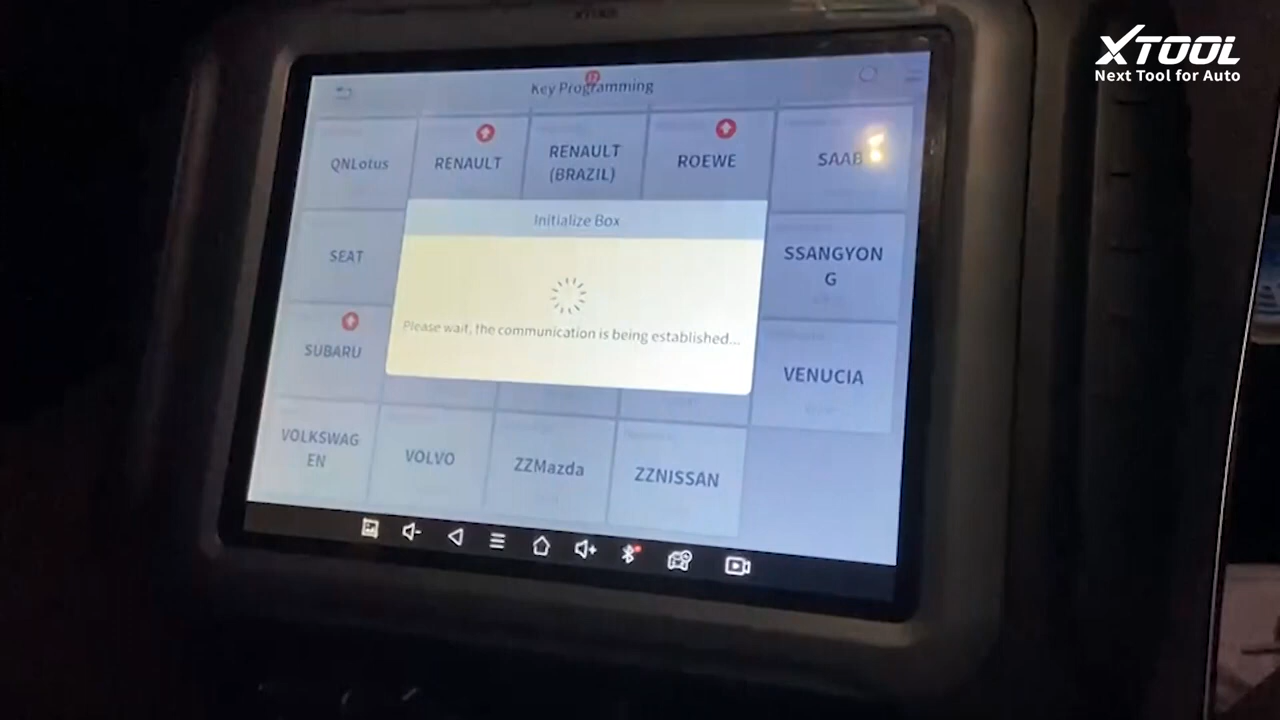 XTOOL
Next Tool for Auto
17
Key Programming
QNLotus
RENAULT
RENAULT
(BRAZIL)
ROEWE
SAAB
Initialize Box
SEAT
SSANGYON
G
Please wait, the communication is being established...
SUBARU
VENUCIA
VOLKSWAG
EN
VOLVO
ZZMazda
ZZNISSAN